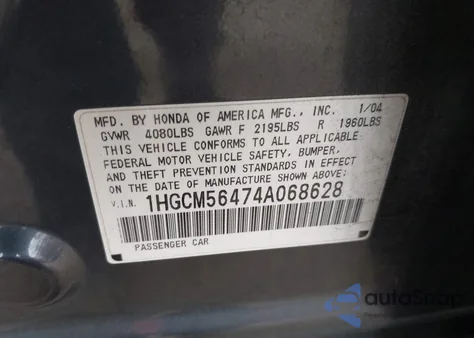 MFD. BY HONDA OF AMERICA MFG., INC. 1/04
GVWR 4080LBS GAWR F 2195LBS R 1960LBS
THIS VEHICLE CONFORMS TO ALL APPLICABLE
FEDERAL MOTOR VEHICLE SAFETY, BUMPER,
AND THEFT PREVENTION STANDARDS IN EFFECT
ON THE DATE OF MANUFACTURE SHOWN ABOVE.
V.I.N. 1HGCM56474A068628
PASSENGER CAR
autoSnap